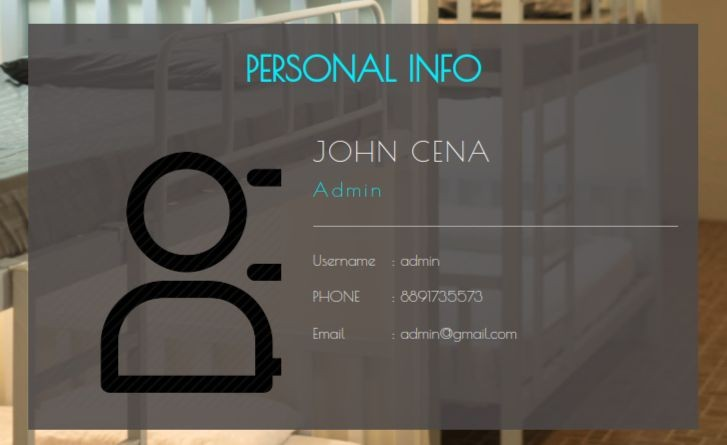 PERSONAL INFO
JOHN CENA
Admin
Username : admin
PHONE : 8891735573
Email : admin@gmail.com